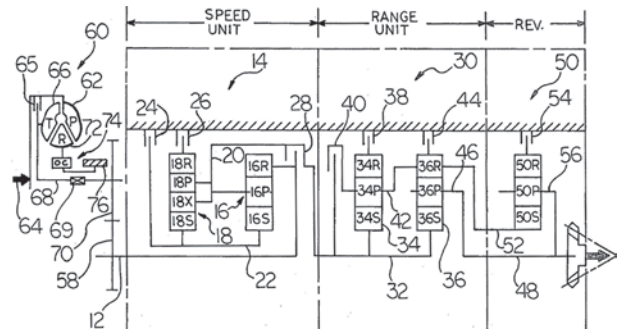 SPEED UNIT
RANGE UNIT
REV.
60
65
66
62
14
30
50
24
26
28
40
38
44
54
T P
R
72
74
O.C.
76
20
18R
18P
18X
18S
16R
16P
16S
16
18
34R
34P
34S
36R
36P
36S
46
42
50R
50P
50S
56
64
68
69
70
58
12
22
32
34
36
52
48